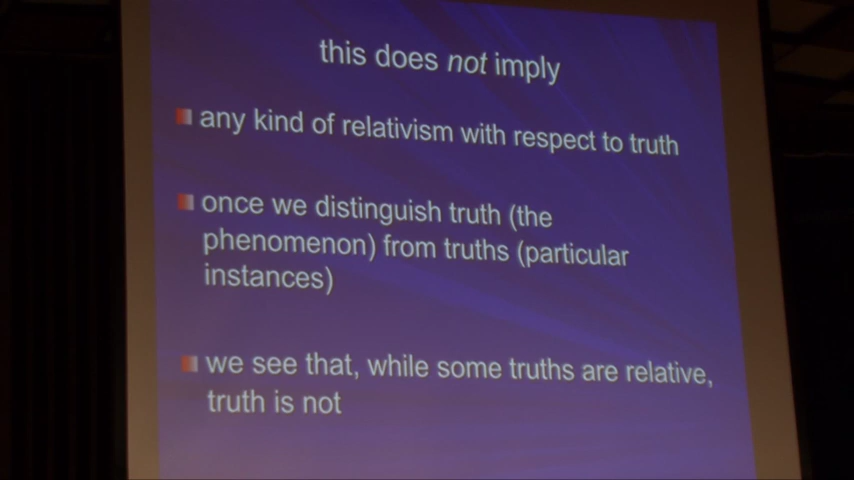 this does not imply
any kind of relativism with respect to truth
once we distinguish truth (the
phenomenon) from truths (particular
instances)
we see that, while some truths are relative,
truth is not